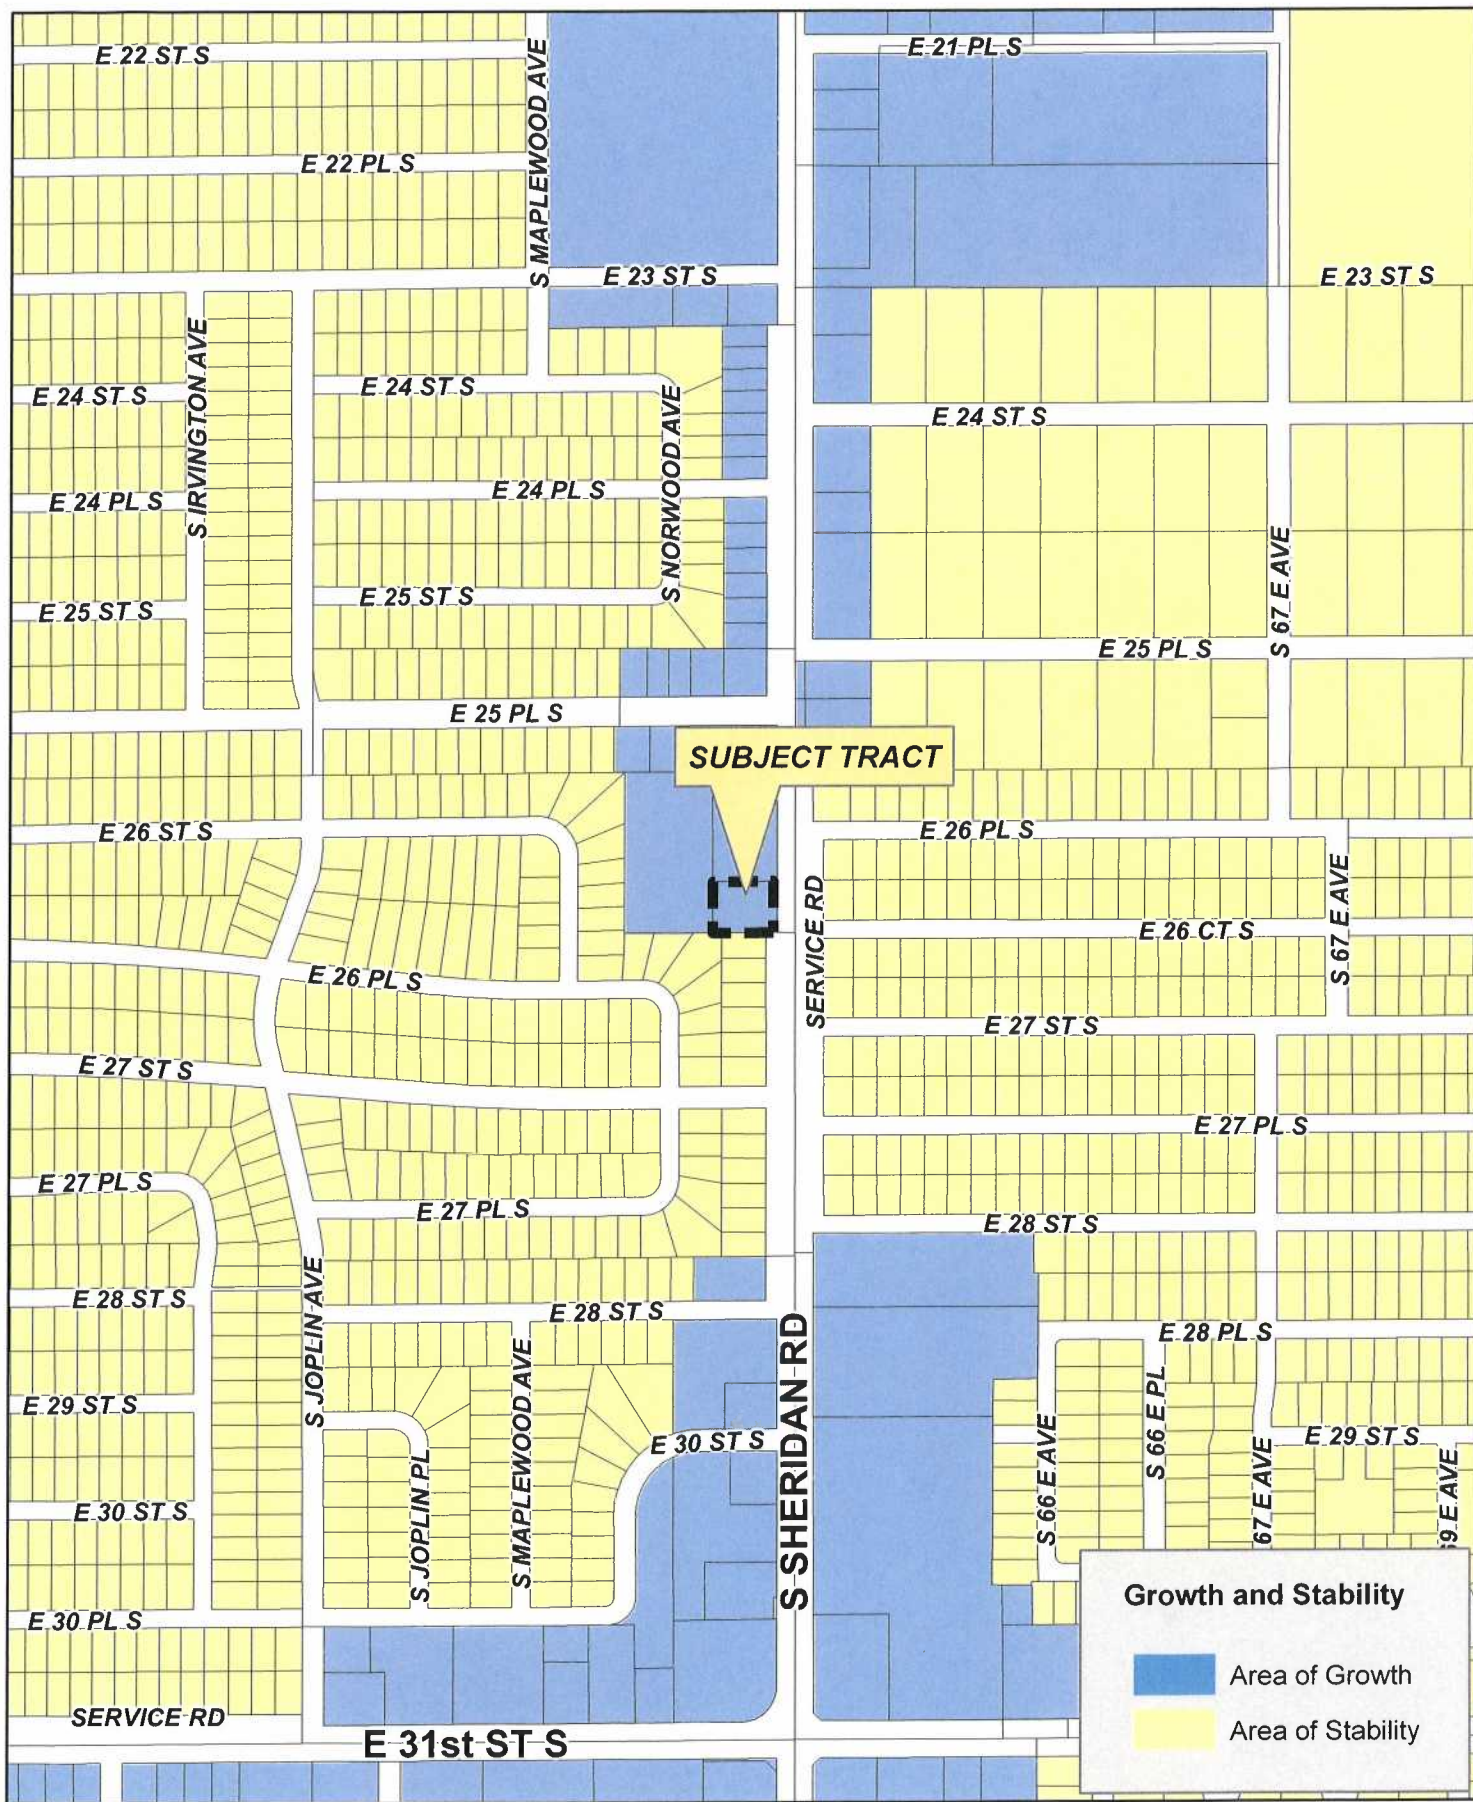 E 22 ST S
S MAPLEWOOD AVE
E 21 PL S
E 22 PL S
E 23 ST S
E 23 ST S
S IRVINGTON AVE
E 24 ST S
E 24 ST S
S NORWOOD AVE
E 24 ST S
E 24 PL S
E 24 PL S
E 25 ST S
E 25 ST S
S 67 E AVE
E 25 PL S
E 25 PL S
SUBJECT TRACT
E 26 ST S
E 26 PL S
SERVICE RD
S 67 E AVE
E 26 CT S
E 26 PL S
E 27 ST S
E 27 ST S
E 27 PL S
E 27 PL S
E 27 PL S
E 28 ST S
S JOPLIN AVE
E 28 ST S
E 28 ST S
S SHERIDAN RD
E 28 PL S
S MAPLEWOOD AVE
S 66 E PL
E 29 ST S
E 30 ST S
S 66 E AVE
67 E AVE
E 29 ST S
69 E AVE
S JOPLIN PL
E 30 ST S
E 30 PL S
SERVICE RD
E 31st ST S
Growth and Stability
Area of Growth
Area of Stability